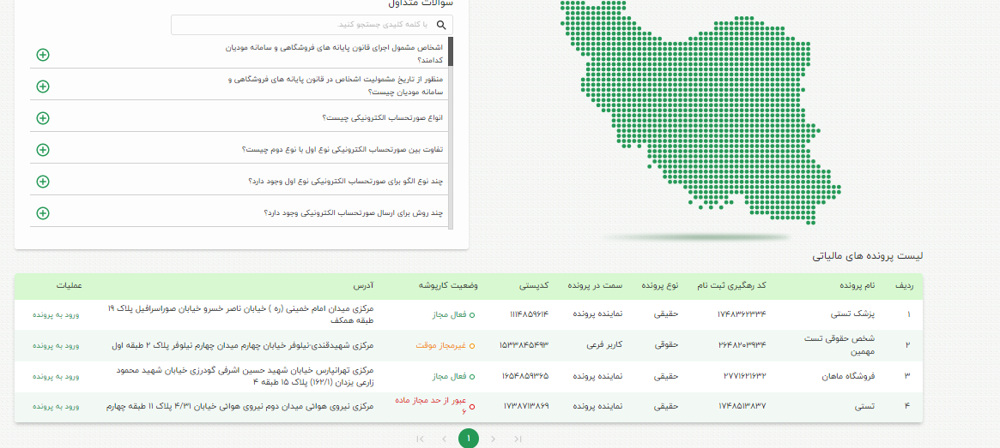 سوالات متداول
با کلمه کلیدی جستجو کنید.
اشخاص مشمول اجرای قانون پایانه های فروشگاهی و سامانه مودیان
کدامند؟
منظور از تاریخ مشمولیت اشخاص در قانون پایانه های فروشگاهی و
سامانه مودیان چیست؟
انواع صورتحساب الکترونیکی چیست؟
تفاوت بین صورتحساب الکترونیکی نوع اول با نوع دوم چیست؟
چند نوع الگو برای صورتحساب الکترونیکی نوع اول وجود دارد؟
چند روش برای ارسال صورتحساب الکترونیکی وجود دارد؟
لیست پرونده های مالیاتی
ردیف نام پرونده کد رهگیری ثبت نام نوع پرونده سمت در پرونده کدپستی وضعیت کارپوشه آدرس عملیات
۱ پزشک تستی ۱۷۴۸۳۶۲۳۳۴ حقیقی نماینده پرونده ۱۱۱۴۸۵۹۶۱۴ فعال مجاز مرکزی میدان امام خمینی (ره ) خیابان ناصر خسرو خیابان صوراسرافیل پلاک ۱۹
طبقه همکف ورود به پرونده
۲ شخص حقوقی تست
مهمین ۲۶۴۸۲۰۳۹۳۴ حقوقی کاربر فرعی ۱۵۳۳۸۴۵۴۹۳ غیرمجاز موقت مرکزی شهیدقندی-نیلوفر خیابان چهارم میدان چهارم نیلوفر پلاک ۲ طبقه اول ورود به پرونده
۳ فروشگاه ماهان ۲۷۷۱۶۲۱۶۳۲ حقیقی نماینده پرونده ۱۶۵۴۸۵۹۳۶۵ فعال مجاز مرکزی تهرانپارس خیابان شهید حسین اشرفی گودرزی خیابان شهید محمود
زارعی یزدان (۱۶۲/۱) پلاک ۱۵ طبقه ۴ ورود به پرونده
۴ تستی ۱۷۴۸۵۱۳۸۳۷ حقیقی نماینده پرونده ۱۷۳۸۷۱۳۸۶۹ عبور از حد مجاز ماده
۶ مرکزی نیروی هوائی میدان دوم نیروی هوائی خیابان ۴/۳۱ پلاک ۱۱ طبقه چهارم ورود به پرونده
۱